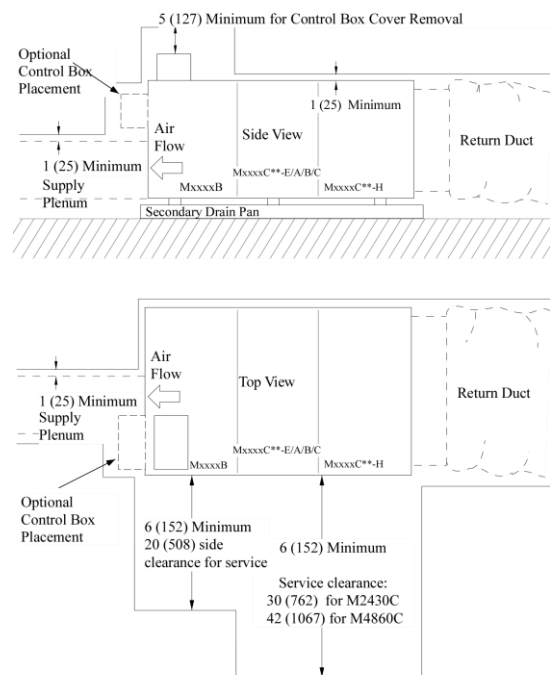 5 (127) Minimum for Control Box Cover Removal
Optional
Control Box
Placement
1 (25) Minimum
Air
Flow
Side View
Return Duct
1 (25) Minimum
Supply
Plenum
MxxxxB
MxxxxC**-E/A/B/C
MxxxxC**-H
Secondary Drain Pan
Air
Flow
Top View
Return Duct
1 (25) Minimum
Supply
Plenum
MxxxxB
MxxxxC**-E/A/B/C
MxxxxC**-H
Optional
Control Box
Placement
6 (152) Minimum
20 (508) side
clearance for service
6 (152) Minimum
Service clearance:
30 (762) for M2430C
42 (1067) for M4860C